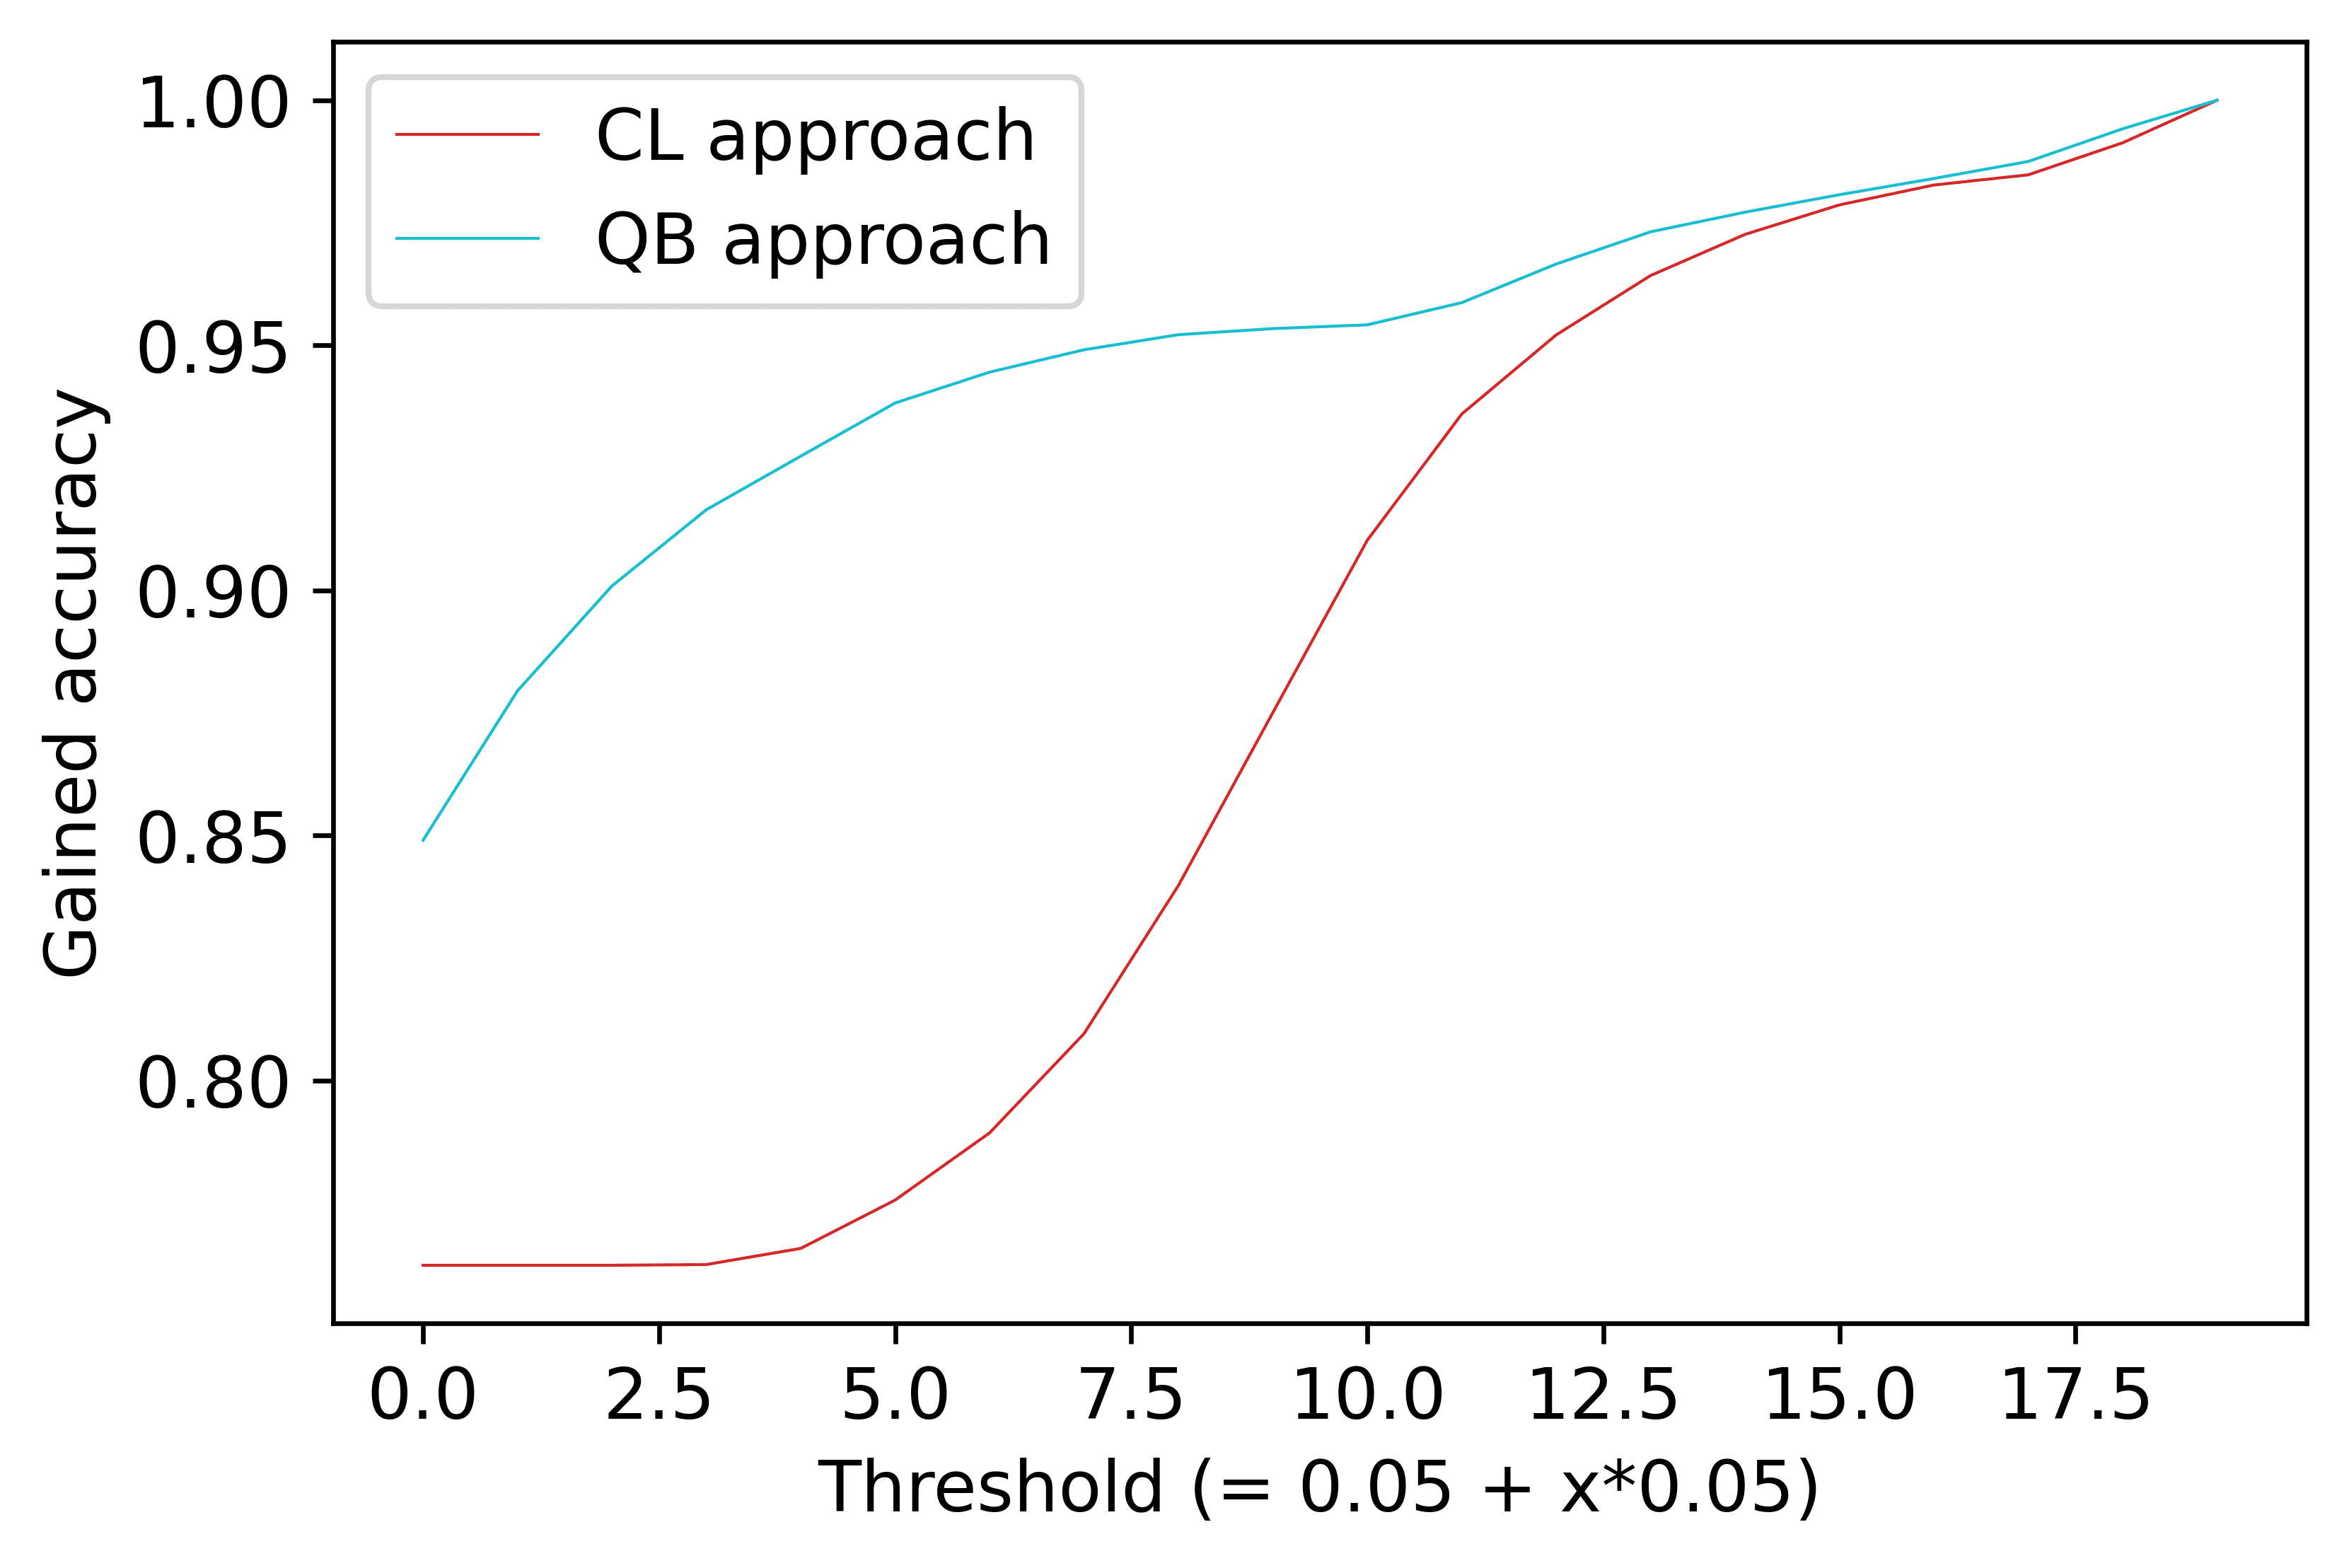 CL approach
QB approach
1.00
0.95
0.90
0.85
0.80
Gained accuracy
0.0 2.5 5.0 7.5 10.0 12.5 15.0 17.5
Threshold (= 0.05 + x*0.05)